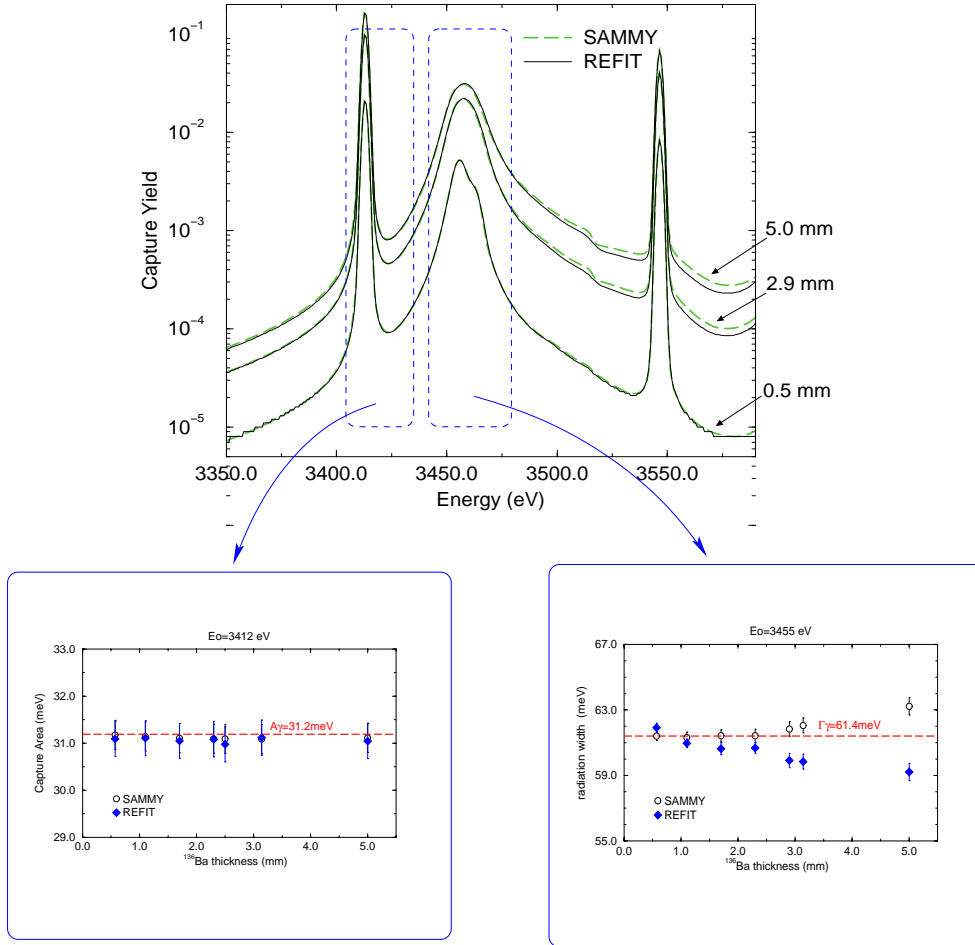 SAMMY
REFIT
10⁻¹
10⁻²
10⁻³
10⁻⁴
10⁻⁵
Capture Yield
5.0 mm
2.9 mm
0.5 mm
3350.0 3400.0 3450.0 3500.0 3550.0
Energy (eV)
Eo=3412 eV
33.0
32.0
31.0
30.0
29.0
Capture Area (meV)
Aγ=31.2meV
SAMMY
REFIT
0.0 1.0 2.0 3.0 4.0 5.0
¹³⁶Ba thickness (mm)
Eo=3455 eV
67.0
63.0
59.0
55.0
radiation width (meV)
Γγ=61.4meV
SAMMY
REFIT
0.0 1.0 2.0 3.0 4.0 5.0
¹³⁶Ba thickness (mm)